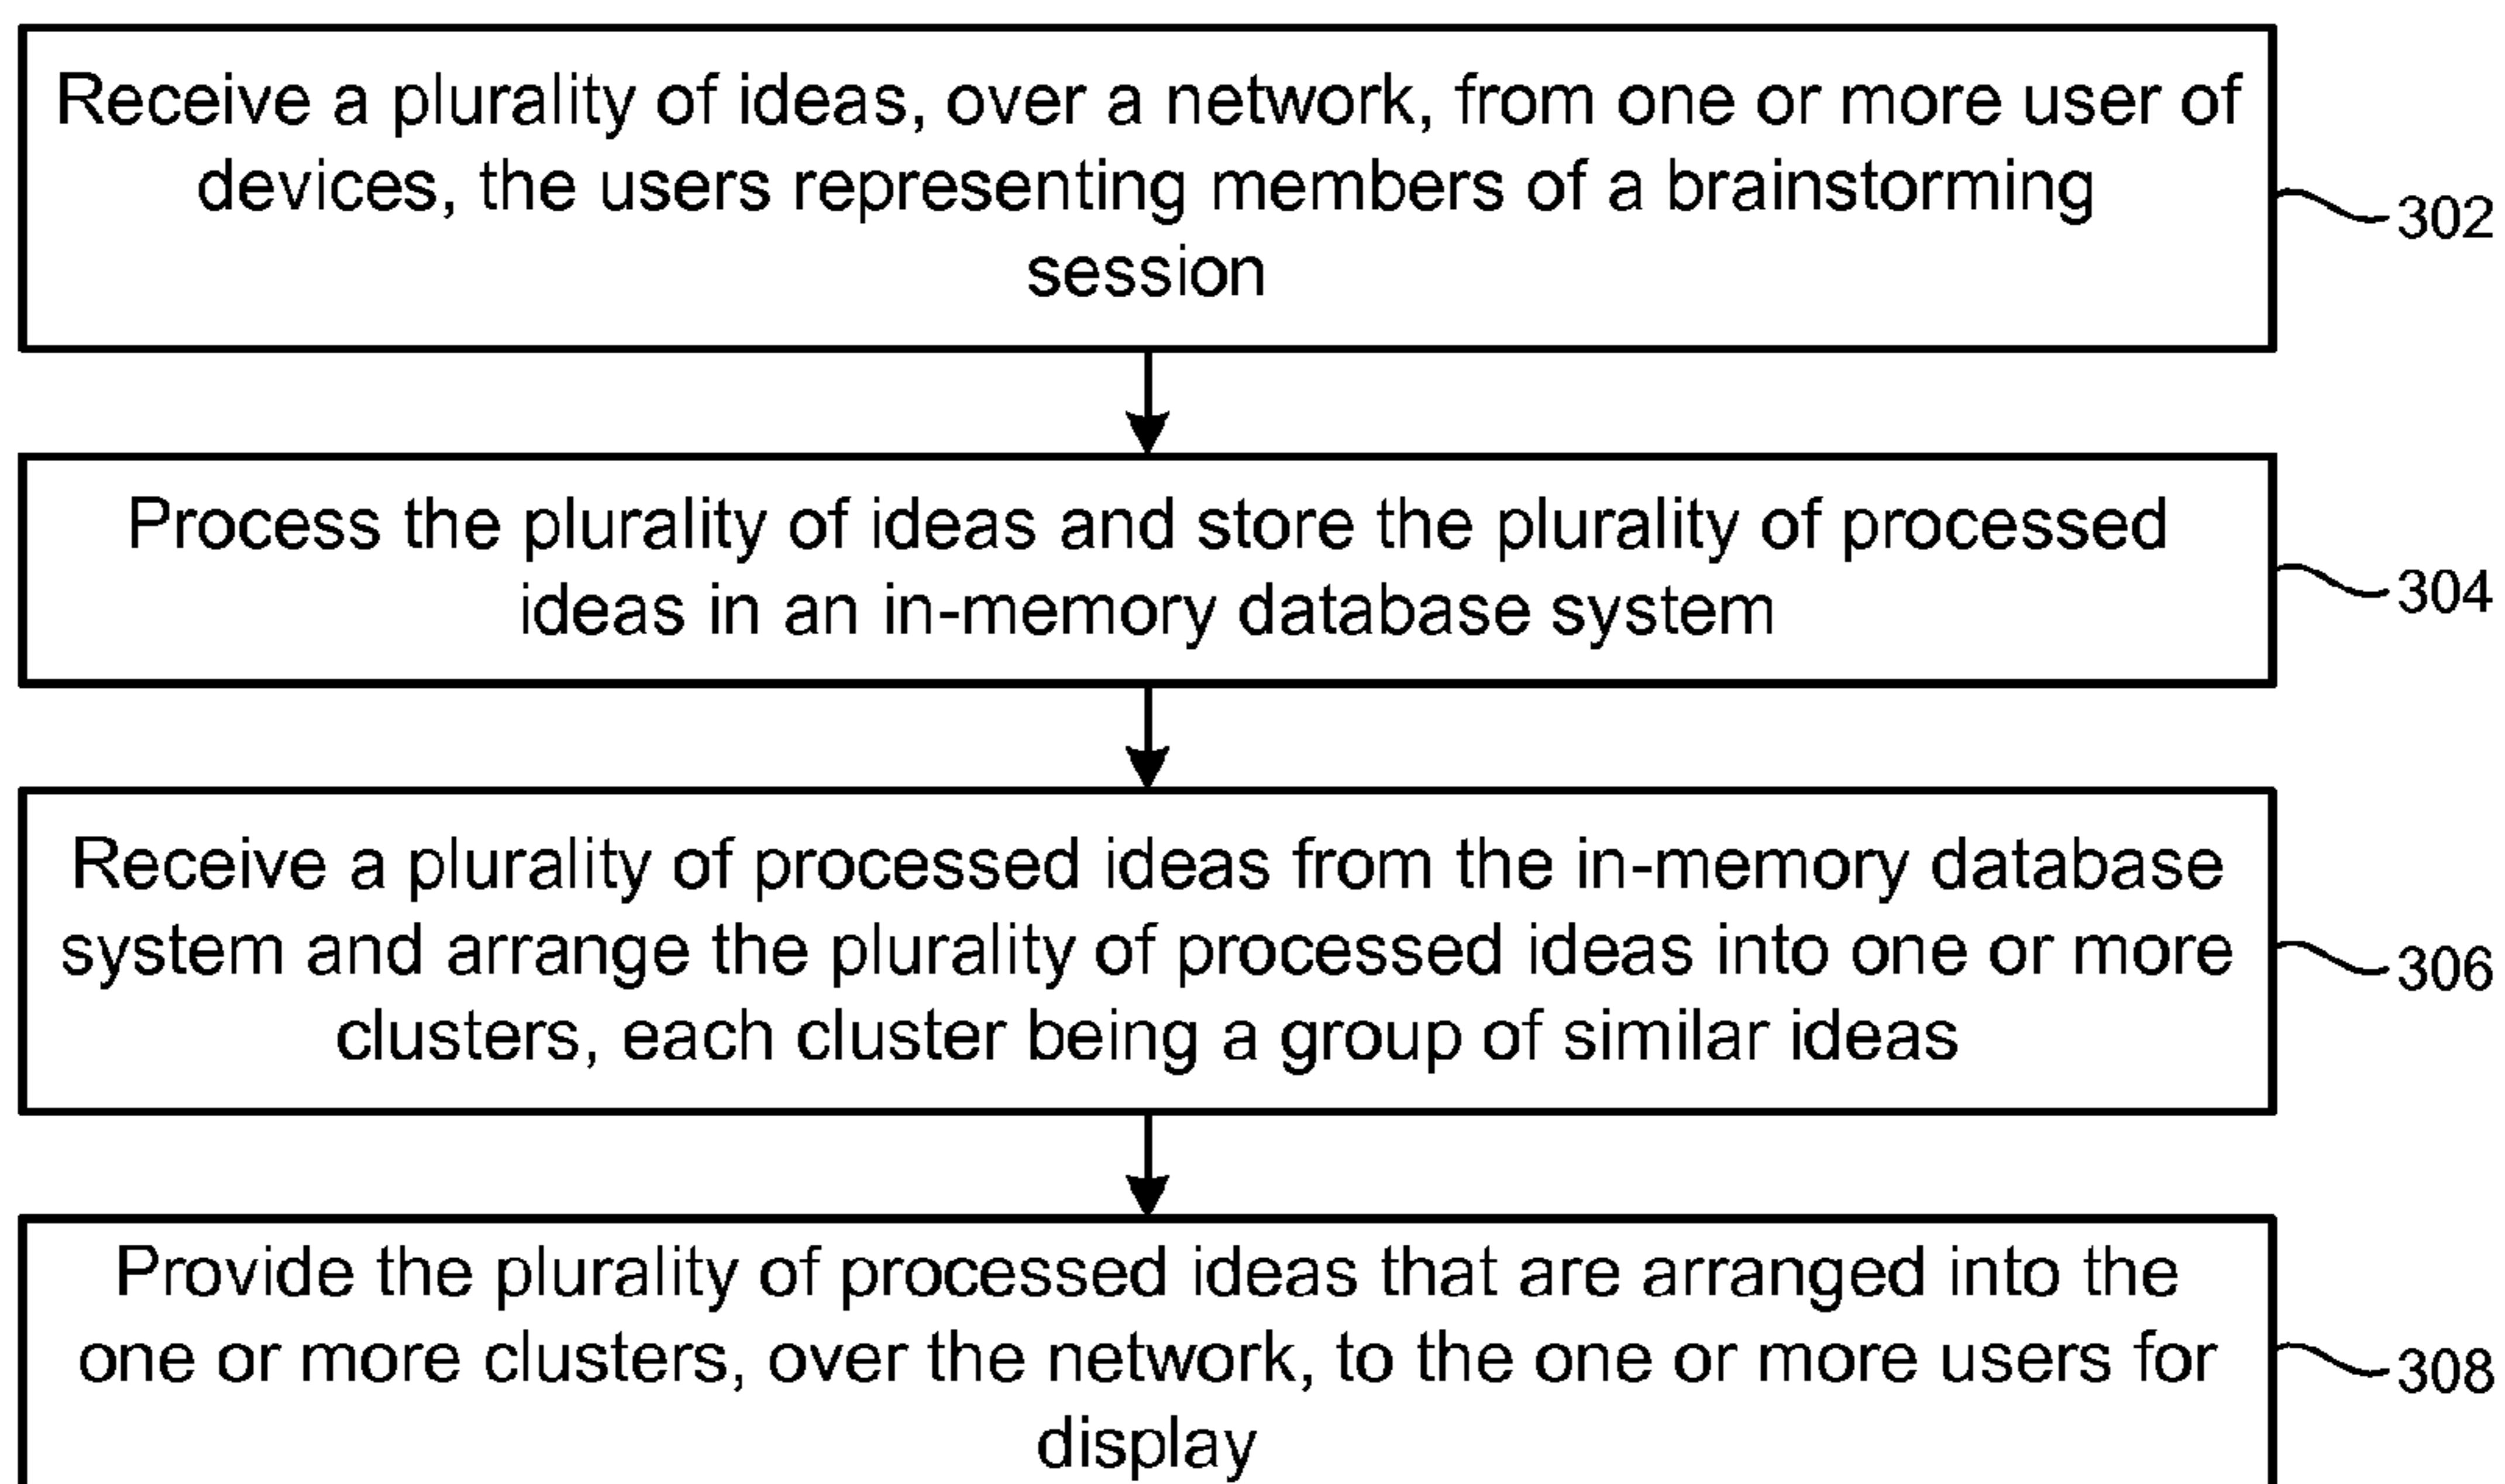 Receive a plurality of ideas, over a network, from one or more user of
devices, the users representing members of a brainstorming
session
302
Process the plurality of ideas and store the plurality of processed
ideas in an in-memory database system
304
Receive a plurality of processed ideas from the in-memory database
system and arrange the plurality of processed ideas into one or more
clusters, each cluster being a group of similar ideas
306
Provide the plurality of processed ideas that are arranged into the
one or more clusters, over the network, to the one or more users for
display
308